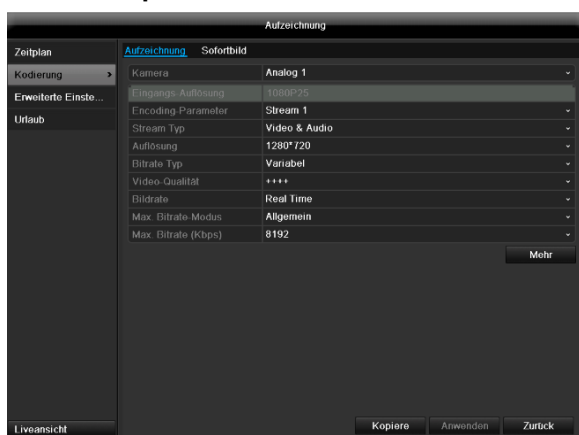 Aufzeichnung
Zeitplan
Kodierung >
Erweiterte Einste...
Urlaub
Liveansicht
Aufzeichnung Sofortbild
Kamera Analog 1
Eingangs-Auflösung 1080P25
Encoding-Parameter Stream 1
Stream Typ Video & Audio
Auflösung 1280*720
Bitrate Typ Variabel
Video-Qualität ++++
Bildrate Real Time
Max. Bitrate-Modus Allgemein
Max. Bitrate (Kbps) 8192
Mehr
Kopiere Anwenden Zurück